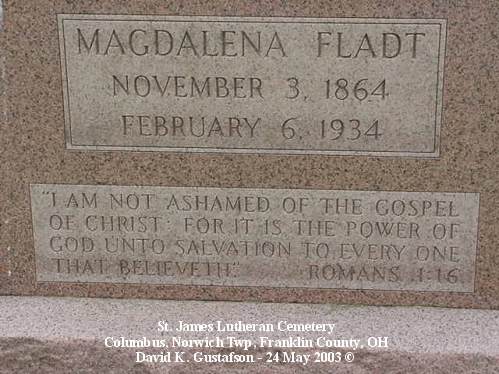 MAGDALENA FLADT
NOVEMBER 3, 1864
FEBRUARY 6, 1934
"I AM NOT ASHAMED OF THE GOSPEL
OF CHRIST: FOR IT IS THE POWER OF
GOD UNTO SALVATION TO EVERY ONE
THAT BELIEVETH." ROMANS 1:16
St. James Lutheran Cemetery
Columbus, Norwich Twp; Franklin County, OH
David K. Gustafson - 24 May 2003 ©